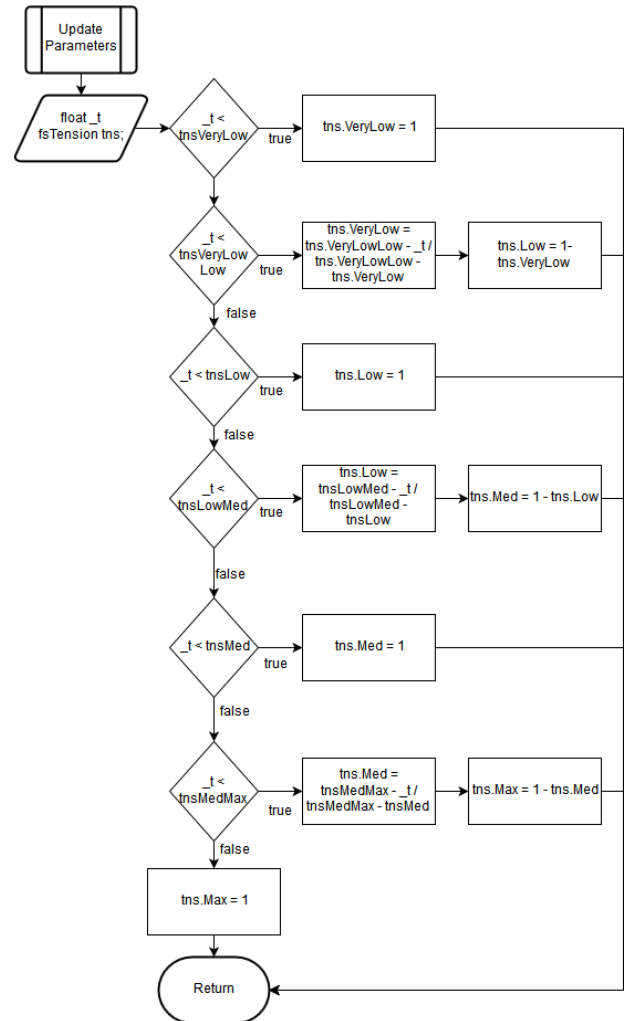 Update
Parameters
float _t
fsTension tns;
_t <
tnsVeryLow
true
tns.VeryLow = 1
_t <
tnsVeryLow
Low
true
tns.VeryLow =
tns.VeryLowLow - _t /
tns.VeryLowLow -
tns.VeryLow
tns.Low = 1-
tns.VeryLow
false
_t < tnsLow
true
tns.Low = 1
false
_t <
tnsLowMed
true
tns.Low =
tnsLowMed - _t /
tnsLowMed -
tnsLow
tns.Med = 1 - tns.Low
false
_t < tnsMed
true
tns.Med = 1
false
_t <
tnsMedMax
true
tns.Med =
tnsMedMax - _t /
tnsMedMax - tnsMed
tns.Max = 1 - tns.Med
false
tns.Max = 1
Return